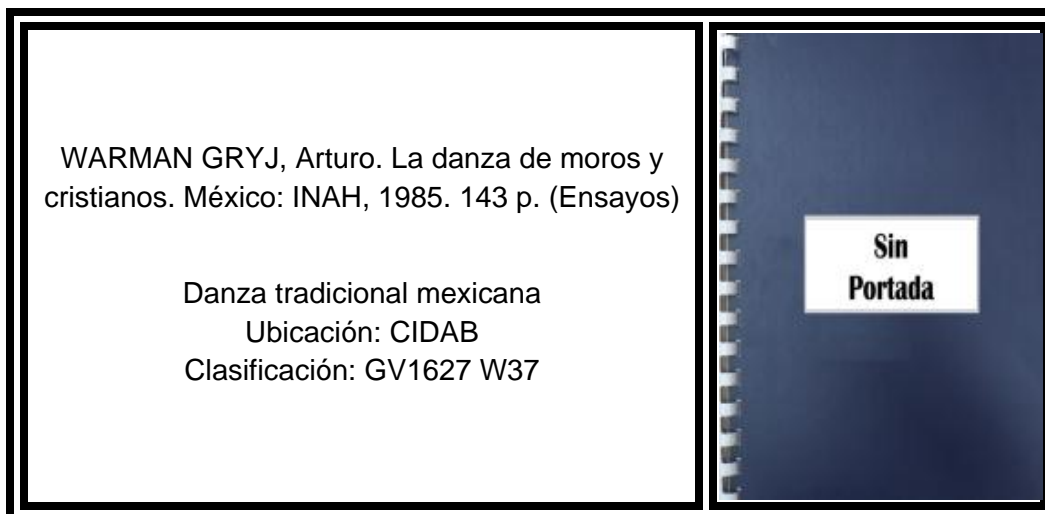 WARMAN GRYJ, Arturo. La danza de moros y
cristianos. México: INAH, 1985. 143 p. (Ensayos)
Danza tradicional mexicana
Ubicación: CIDAB
Clasificación: GV1627 W37
Sin
Portada